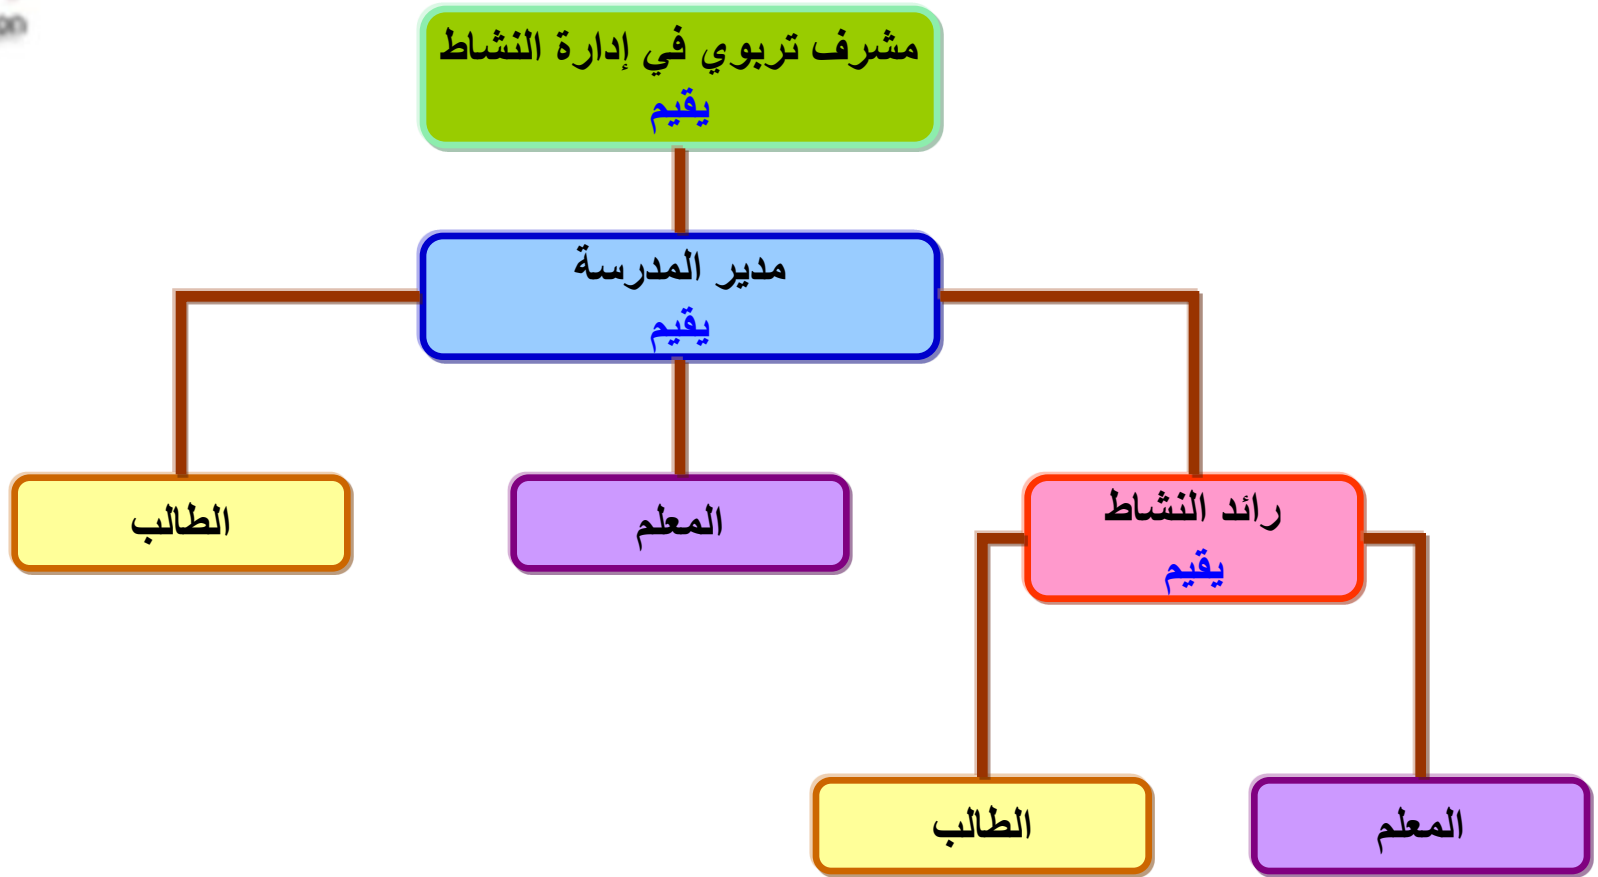 مشرف تربوي في إدارة النشاط
يقيم
مدير المدرسة
يقيم
رائد النشاط
يقيم
المعلم
الطالب
المعلم
الطالب